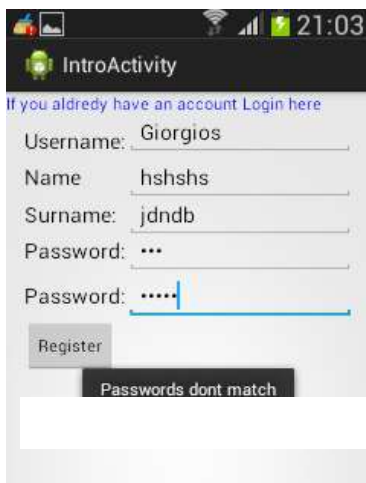 21:03
IntroActivity
If you aldredy have an account Login here
Username: Giorgios
Name hshshs
Surname: jdndb
Password: •••
Password: •••••
Register
Passwords dont match